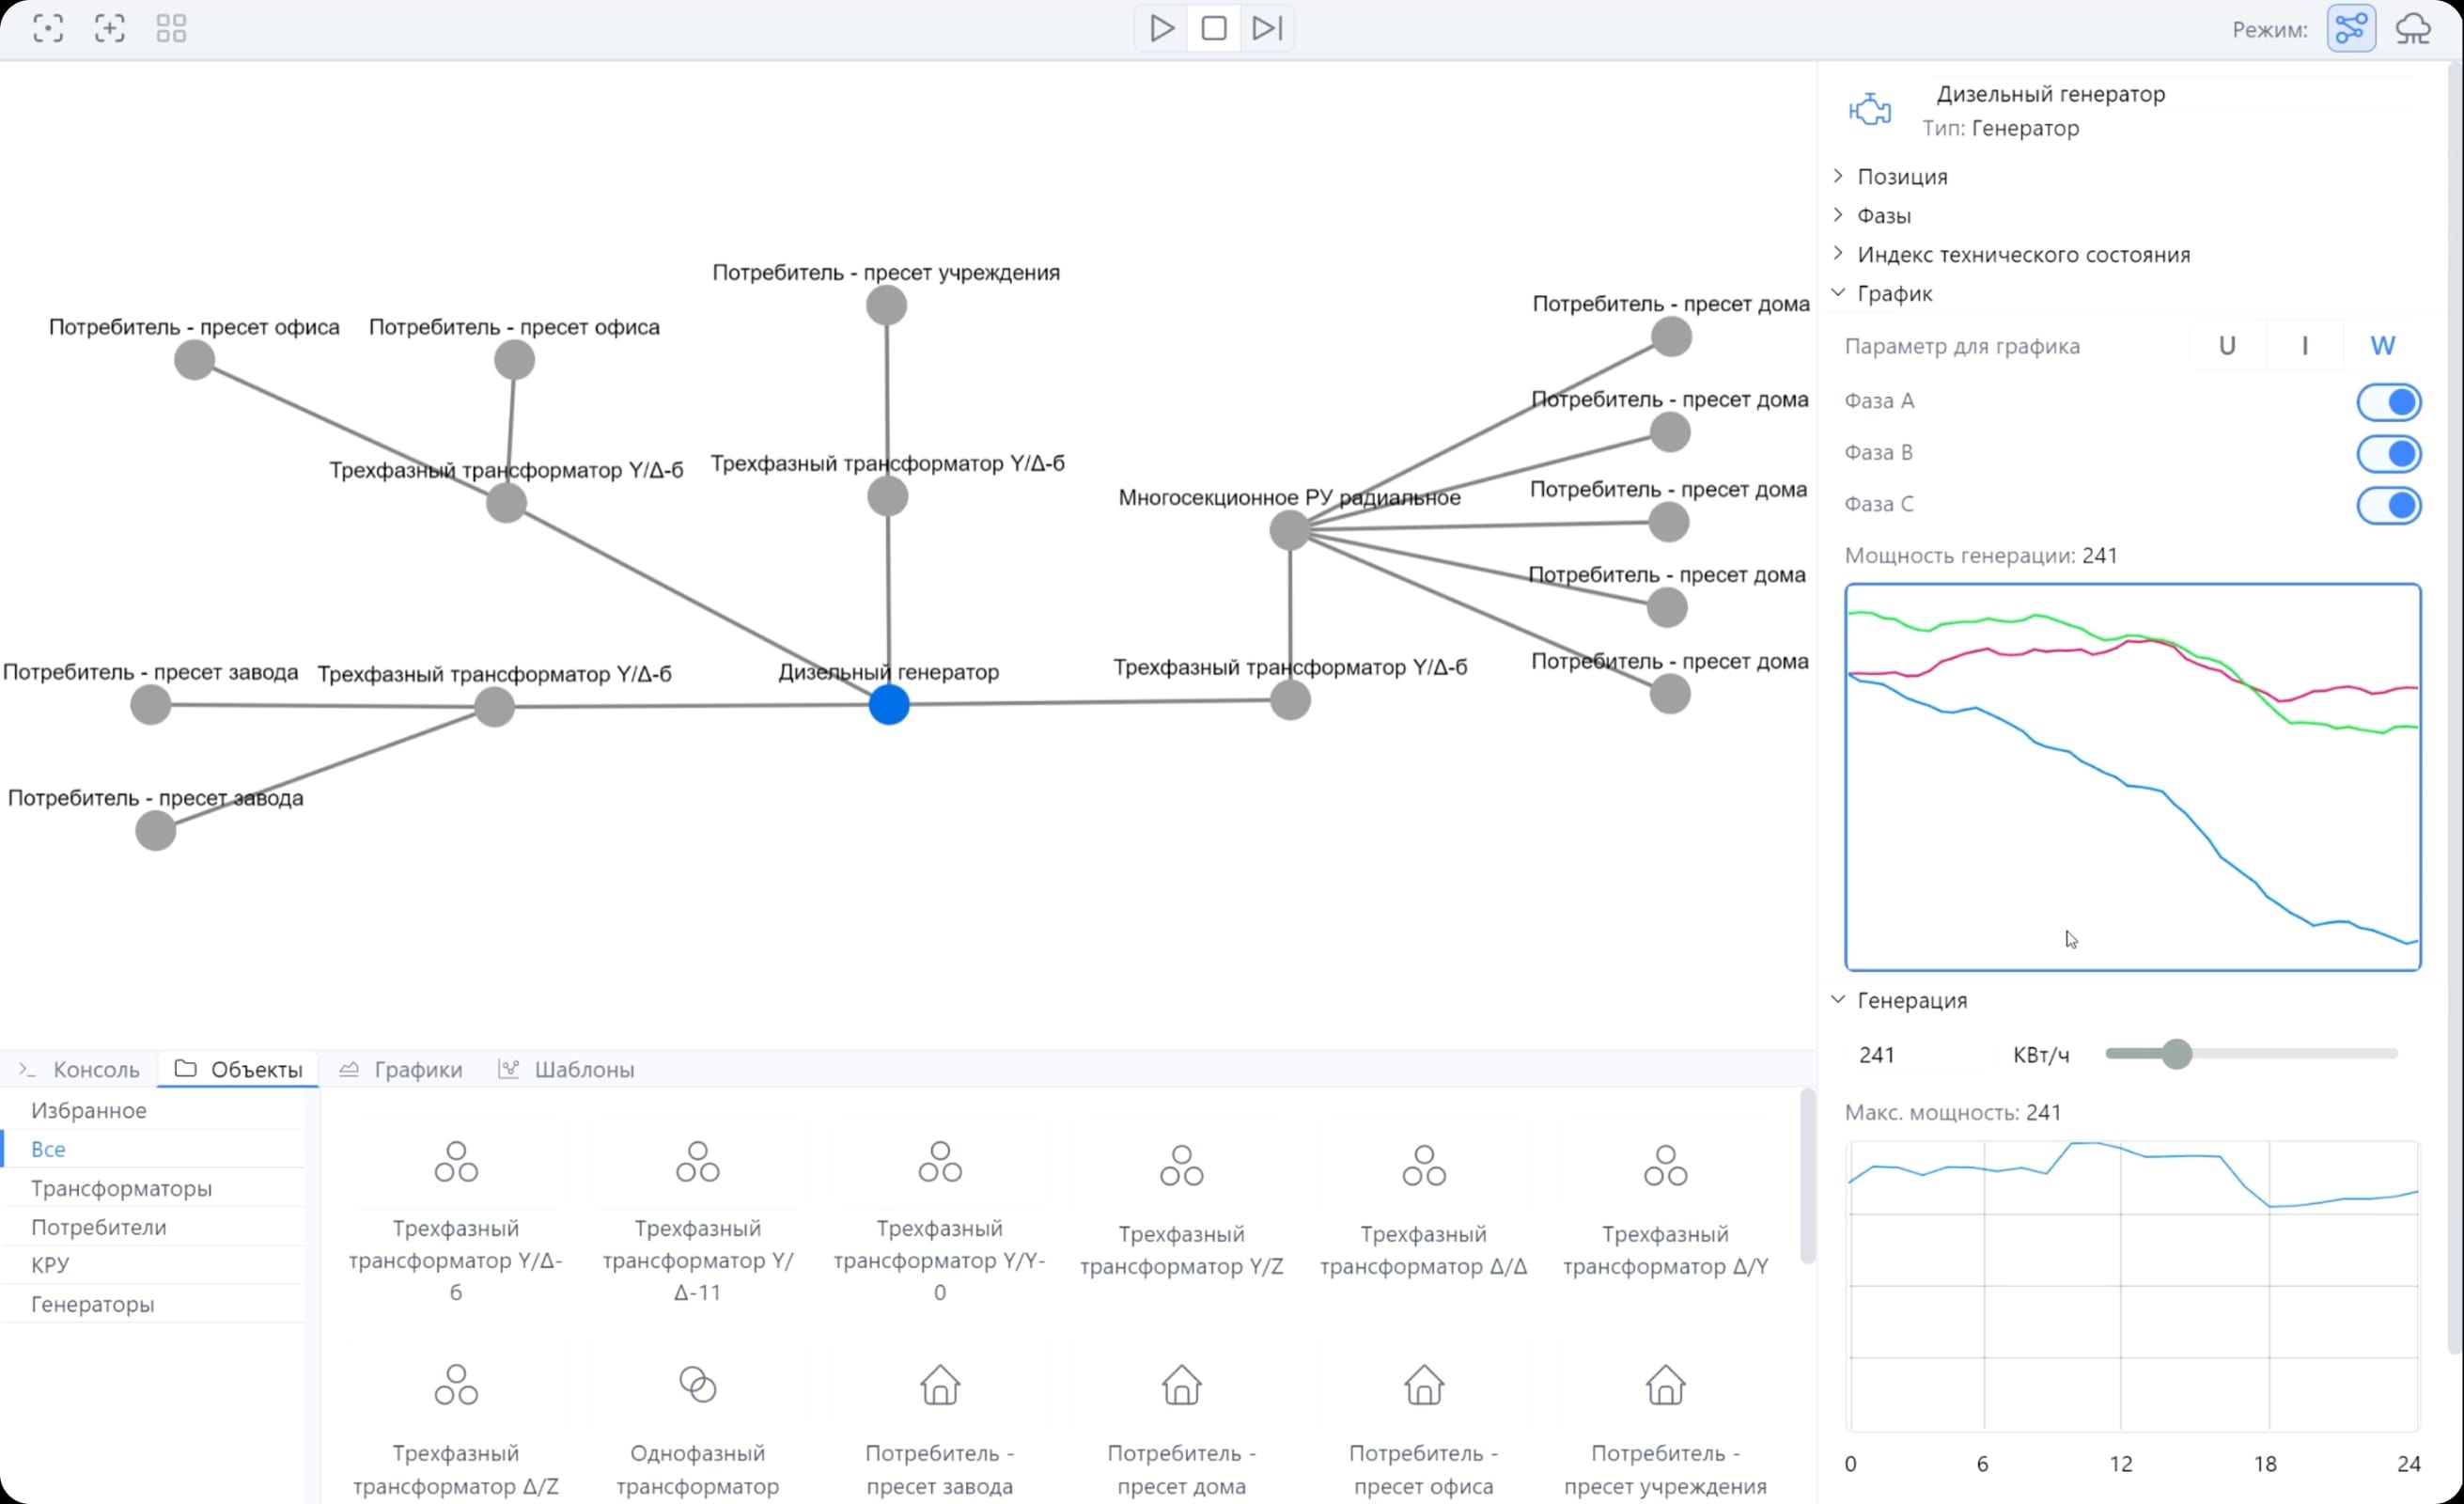 Режим:
Дизельный генератор
Тип: Генератор
Позиция
Фазы
Индекс технического состояния
График
Параметр для графика U I W
Фаза A
Фаза B
Фаза C
Мощность генерации: 241
Генерация
241 КВт/ч
Макс. мощность: 241
0 6 12 18 24
Потребитель - пресет учреждения
Потребитель - пресет офиса
Потребитель - пресет офиса
Потребитель - пресет дома
Потребитель - пресет дома
Трехфазный трансформатор Y/Δ-б
Трехфазный трансформатор Y/Δ-б
Многосекционное РУ радиальное
Потребитель - пресет дома
Потребитель - пресет дома
Потребитель - пресет завода
Трехфазный трансформатор Y/Δ-б
Дизельный генератор
Трехфазный трансформатор Y/Δ-б
Потребитель - пресет дома
Потребитель - пресет завода
Консоль
Объекты
Графики
Шаблоны
Избранное
Все
Трансформаторы
Потребители
КРУ
Генераторы
Трехфазный
трансформатор Y/Δ-
б
Трехфазный
трансформатор Y/
Δ-11
Трехфазный
трансформатор Y/Y-
0
Трехфазный
трансформатор Y/Z
Трехфазный
трансформатор Δ/Δ
Трехфазный
трансформатор Δ/Y
Трехфазный
трансформатор Δ/Z
Однофазный
трансформатор
Потребитель -
пресет завода
Потребитель -
пресет дома
Потребитель -
пресет офиса
Потребитель -
пресет учреждения